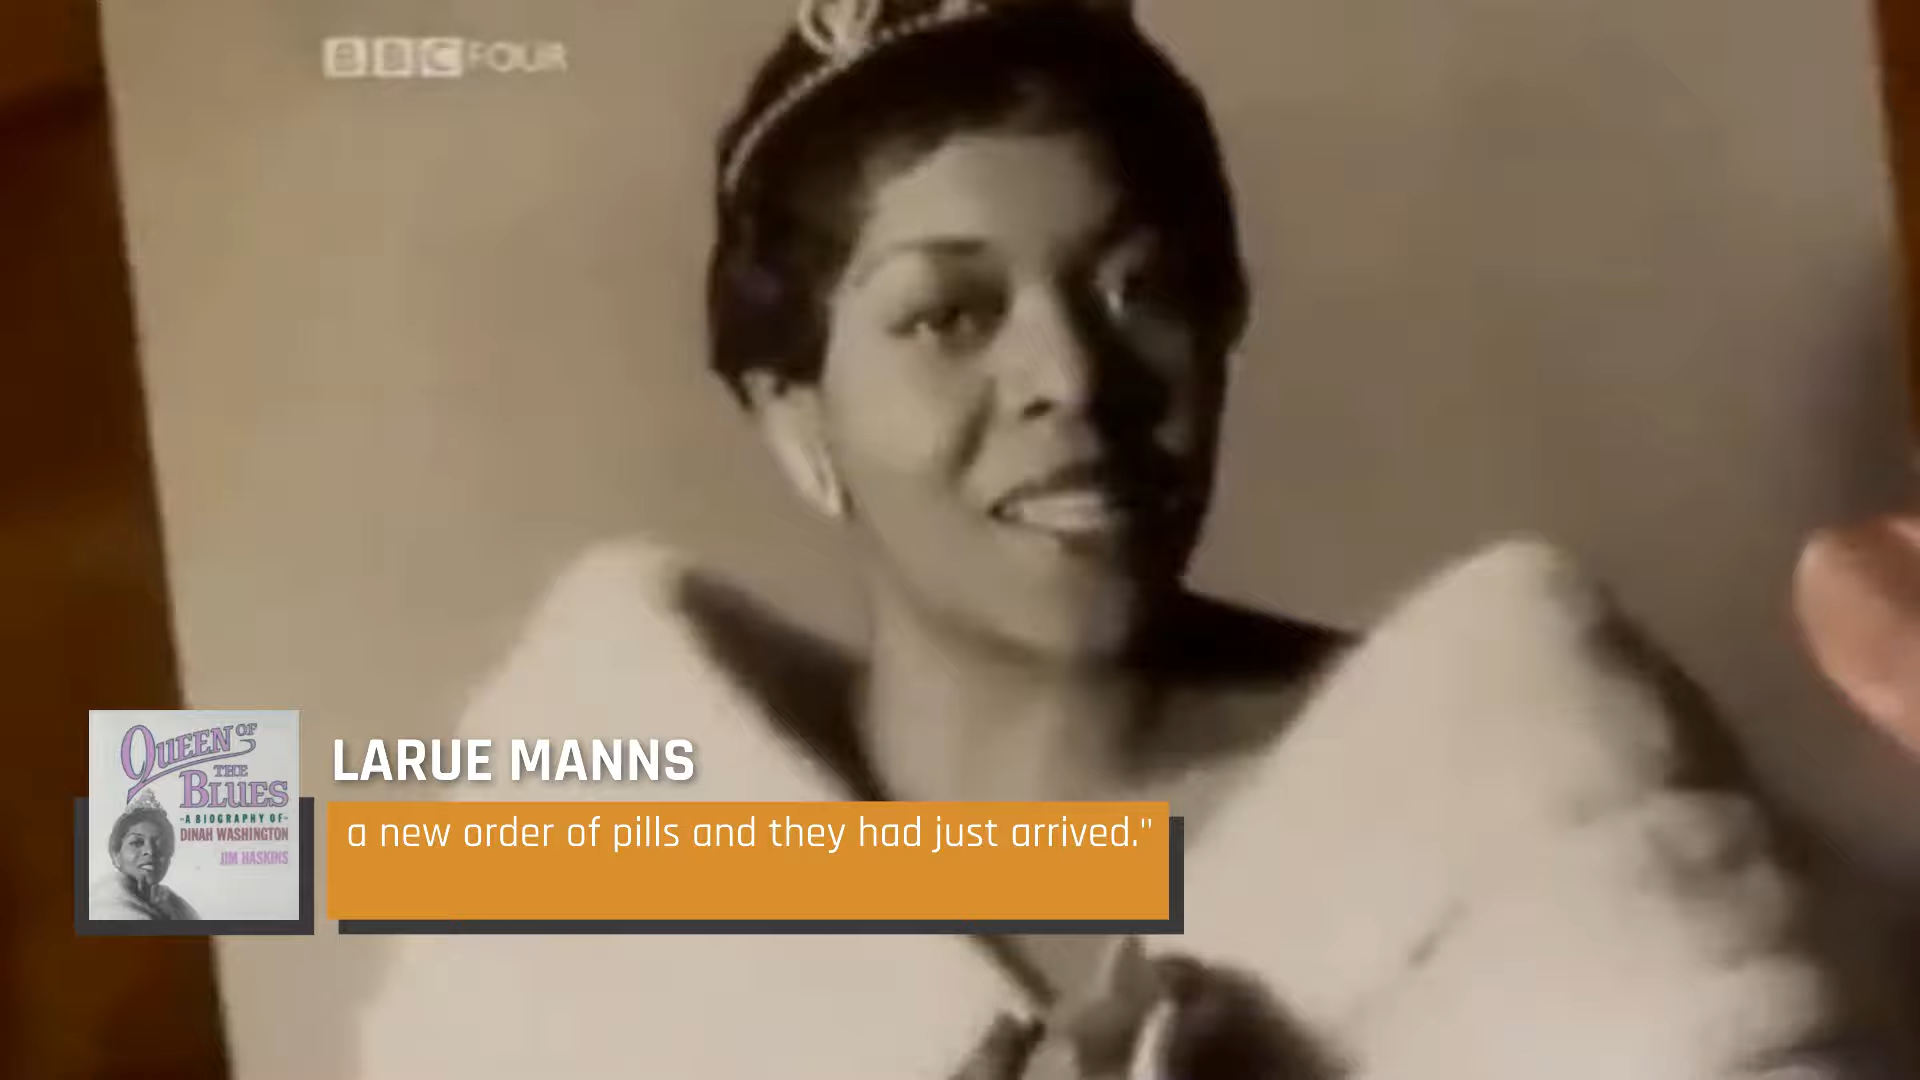 BBC FOUR
QUEEN OF
THE
BLUES
-A BIOGRAPHY OF-
DINAH WASHINGTON
JIM HASKINS
LARUE MANNS
a new order of pills and they had just arrived."